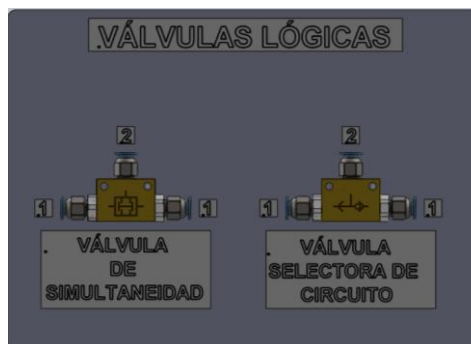 VÁLVULAS LÓGICAS
2
2
1
1
1
1
VÁLVULA
DE
SIMULTANEIDAD
VÁLVULA
SELECTORA DE
CIRCUITO